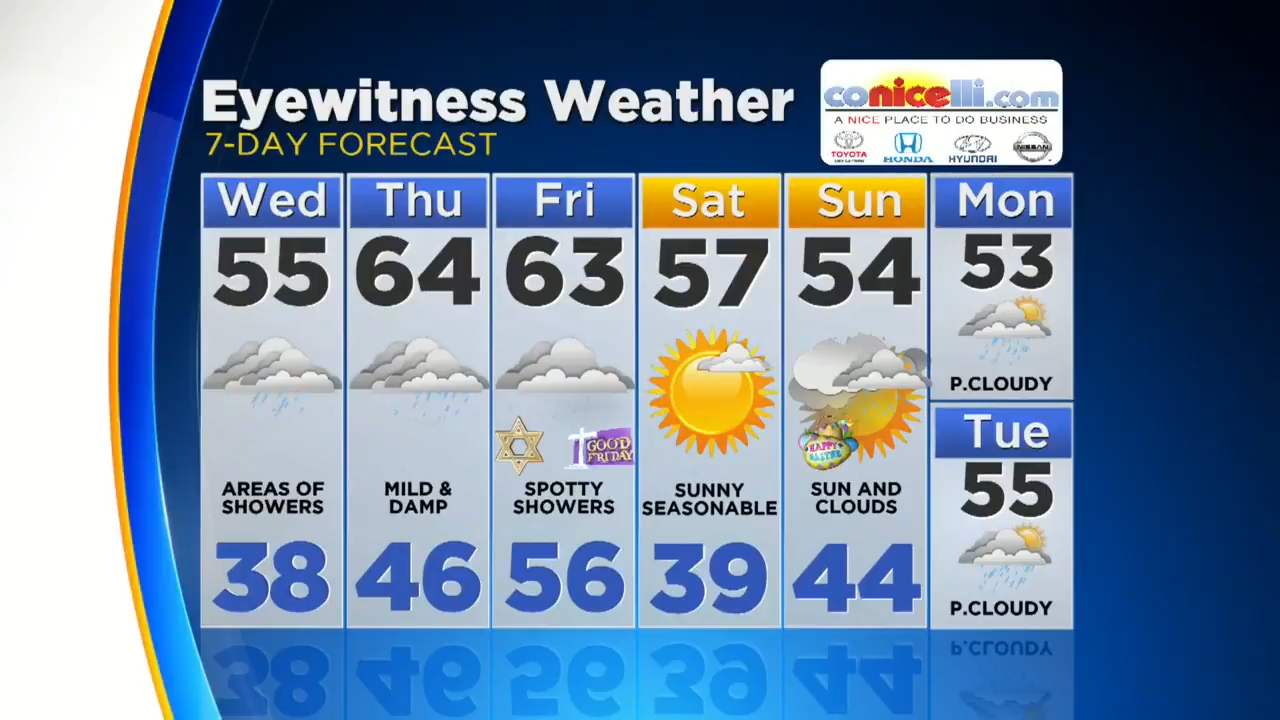 Eyewitness Weather
7-DAY FORECAST
conicelli.com
A NICE PLACE TO DO BUSINESS
TOYOTA
HONDA
HYUNDAI
NISSAN
Wed
55
AREAS OF
SHOWERS
38
Thu
64
MILD &
DAMP
46
Fri
63
GOOD
FRIDAY
SPOTTY
SHOWERS
56
Sat
57
SUNNY
SEASONABLE
39
Sun
54
HAPPY
EASTER
SUN AND
CLOUDS
44
Mon
53
P.CLOUDY
Tue
55
P.CLOUDY